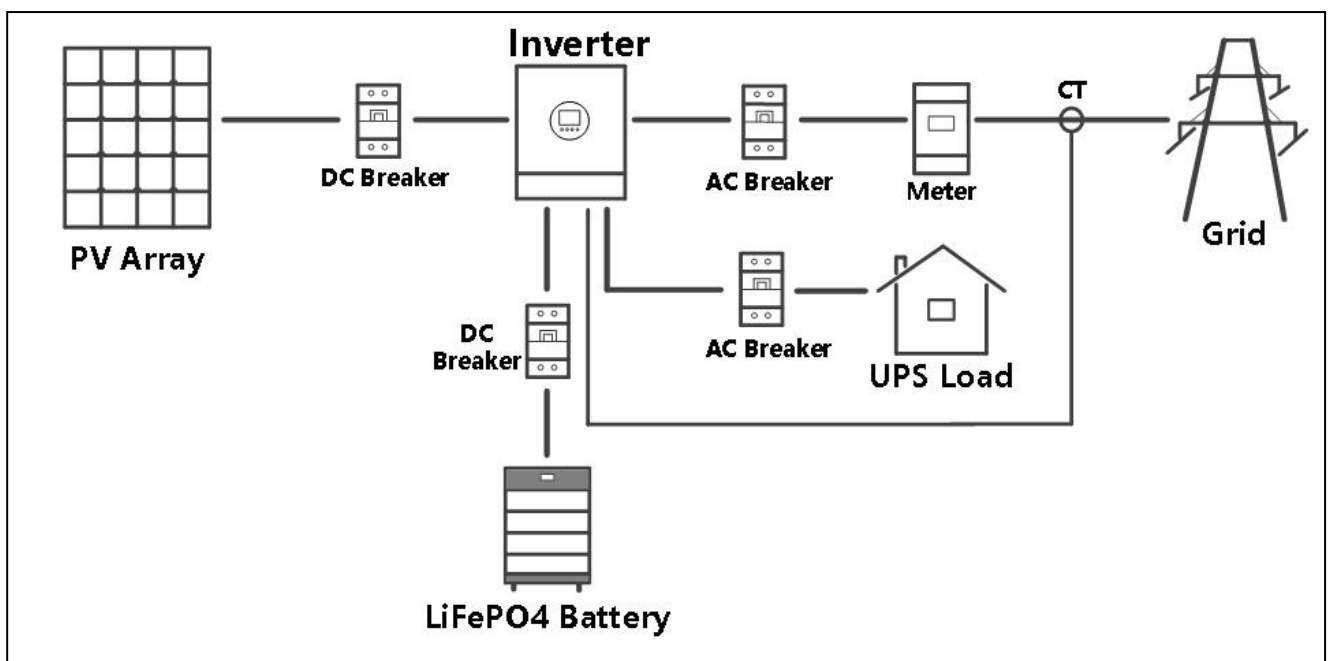 Inverter
CT
DC Breaker
AC Breaker
Meter
Grid
PV Array
DC
Breaker
AC Breaker
UPS Load
LiFePO4 Battery